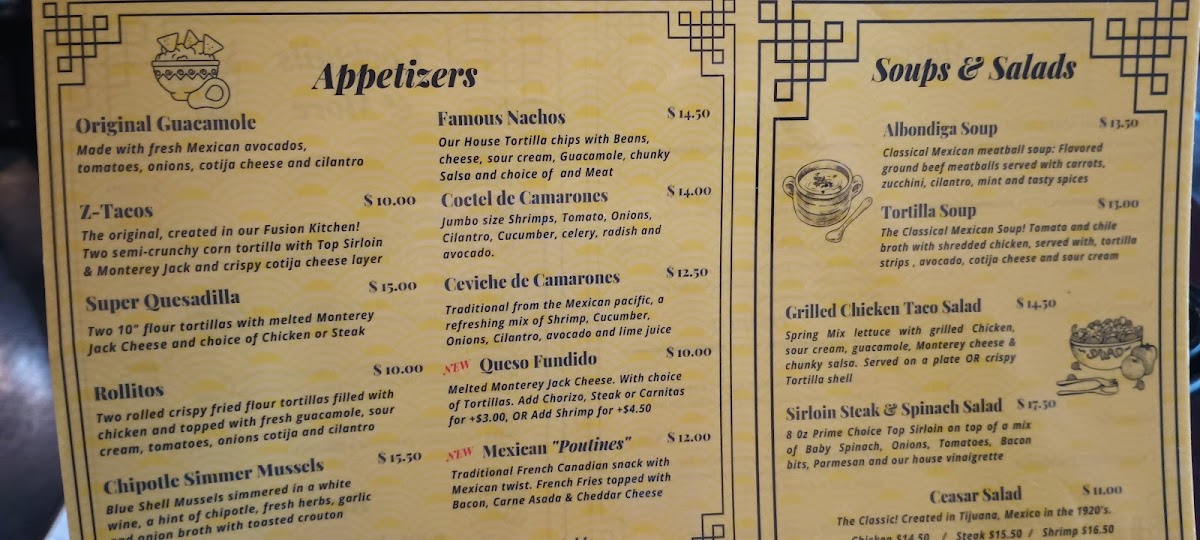 Appetizers
Original Guacamole
Made with fresh Mexican avocados,
tomatoes, onions, cotija cheese and cilantro
Z-Tacos $10.00
The original, created in our Fusion Kitchen!
Two semi-crunchy corn tortilla with Top Sirloin
& Monterey Jack and crispy cotija cheese layer
Super Quesadilla $15.00
Two 10" flour tortillas with melted Monterey
Jack Cheese and choice of Chicken or Steak
Rollitos $10.00
Two rolled crispy fried flour tortillas filled with
chicken and topped with fresh guacamole, sour
cream, tomatoes, onions cotija and cilantro
Chipotle Simmer Mussels $15.50
Blue Shell Mussels simmered in a white
wine, a hint of chipotle, fresh herbs, garlic
and onion broth with toasted crouton
Famous Nachos $14.50
Our House Tortilla chips with Beans,
cheese, sour cream, Guacamole, chunky
Salsa and choice of and Meat
Coctel de Camarones $14.00
Jumbo size Shrimps, Tomato, Onions,
Cilantro, Cucumber, celery, radish and
avocado.
Ceviche de Camarones $12.50
Traditional from the Mexican pacific, a
refreshing mix of Shrimp, Cucumber,
Onions, Cilantro, avocado and lime juice
NEW Queso Fundido $10.00
Melted Monterey Jack Cheese. With choice
of Tortillas. Add Chorizo, Steak or Carnitas
for +$3.00, OR Add Shrimp for +$4.50
NEW Mexican "Poutines" $12.00
Traditional French Canadian snack with
Mexican twist. French Fries topped with
Bacon, Carne Asada & Cheddar Cheese
Soups & Salads
Albondiga Soup $13.50
Classical Mexican meatball soup: Flavored
ground beef meatballs served with carrots,
zucchini, cilantro, mint and tasty spices
Tortilla Soup $13.00
The Classical Mexican Soup! Tomato and chile
broth with shredded chicken, served with, tortilla
strips , avocado, cotija cheese and sour cream
Grilled Chicken Taco Salad $14.50
Spring Mix lettuce with grilled Chicken,
sour cream, guacamole, Monterey cheese &
chunky salsa. Served on a plate OR crispy
Tortilla shell
SALAD
Sirloin Steak & Spinach Salad $17.50
8 Oz Prime Choice Top Sirloin on top of a mix
of Baby Spinach, Onions, Tomatoes, Bacon
bits, Parmesan and our house vinaigrette
Ceasar Salad $11.00
The Classic! Created in Tijuana, Mexico in the 1920's.
Chicken $14.50 / Steak $15.50 / Shrimp $16.50